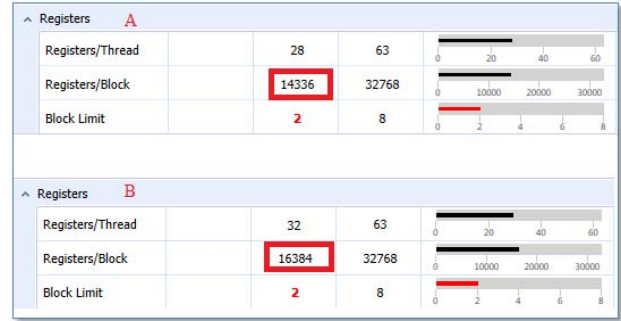 Registers A
Registers/Thread 28 63 0 20 40 60
Registers/Block 14336 32768 0 10000 20000 30000
Block Limit 2 8 0 2 4 6 8
Registers B
Registers/Thread 32 63 0 20 40 60
Registers/Block 16384 32768 0 10000 20000 30000
Block Limit 2 8 0 2 4 6 8